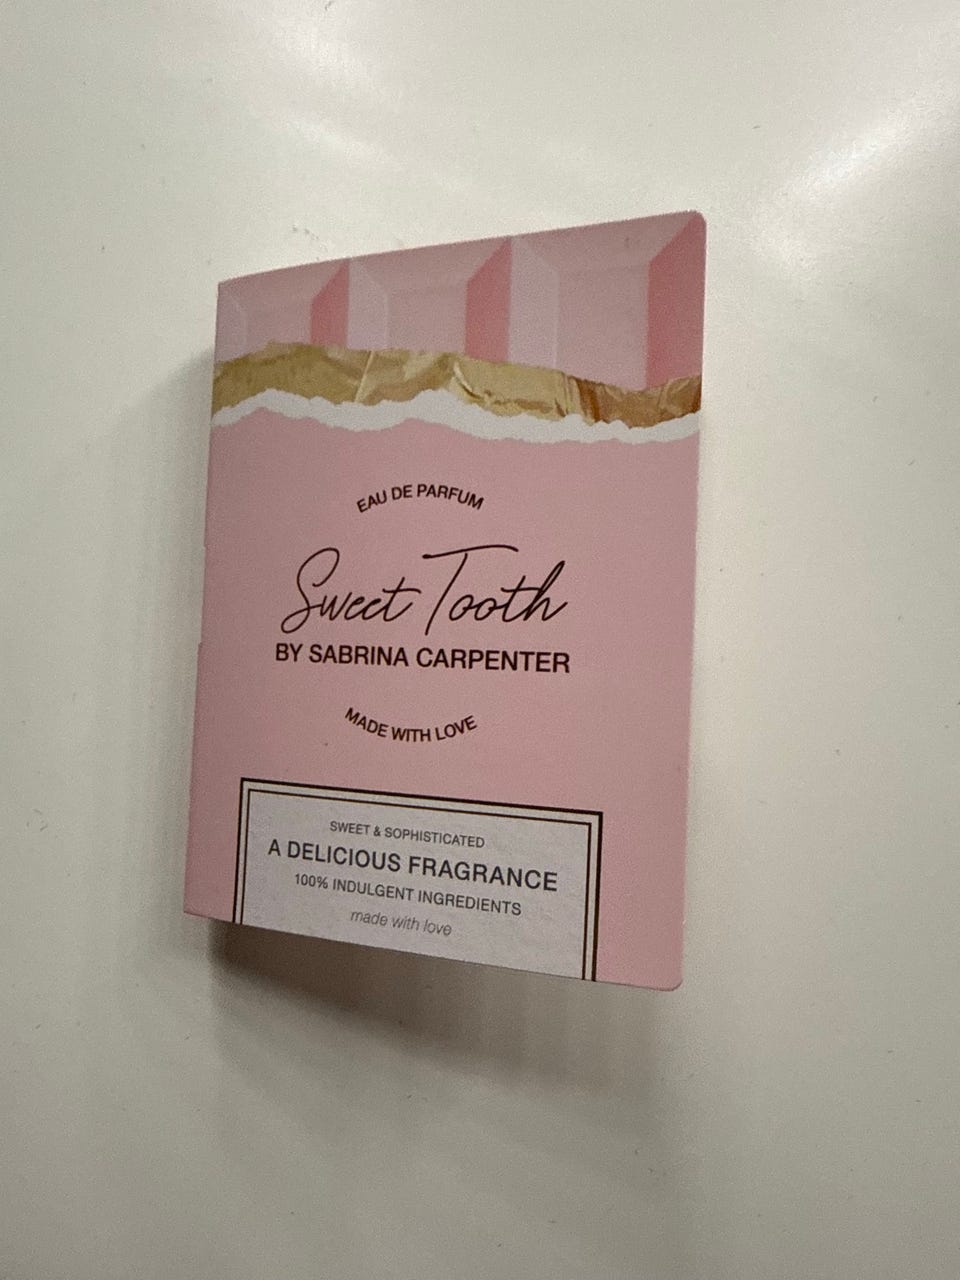 EAU DE PARFUM
Sweet Tooth
BY SABRINA CARPENTER
MADE WITH LOVE
SWEET & SOPHISTICATED
A DELICIOUS FRAGRANCE
100% INDULGENT INGREDIENTS
made with love